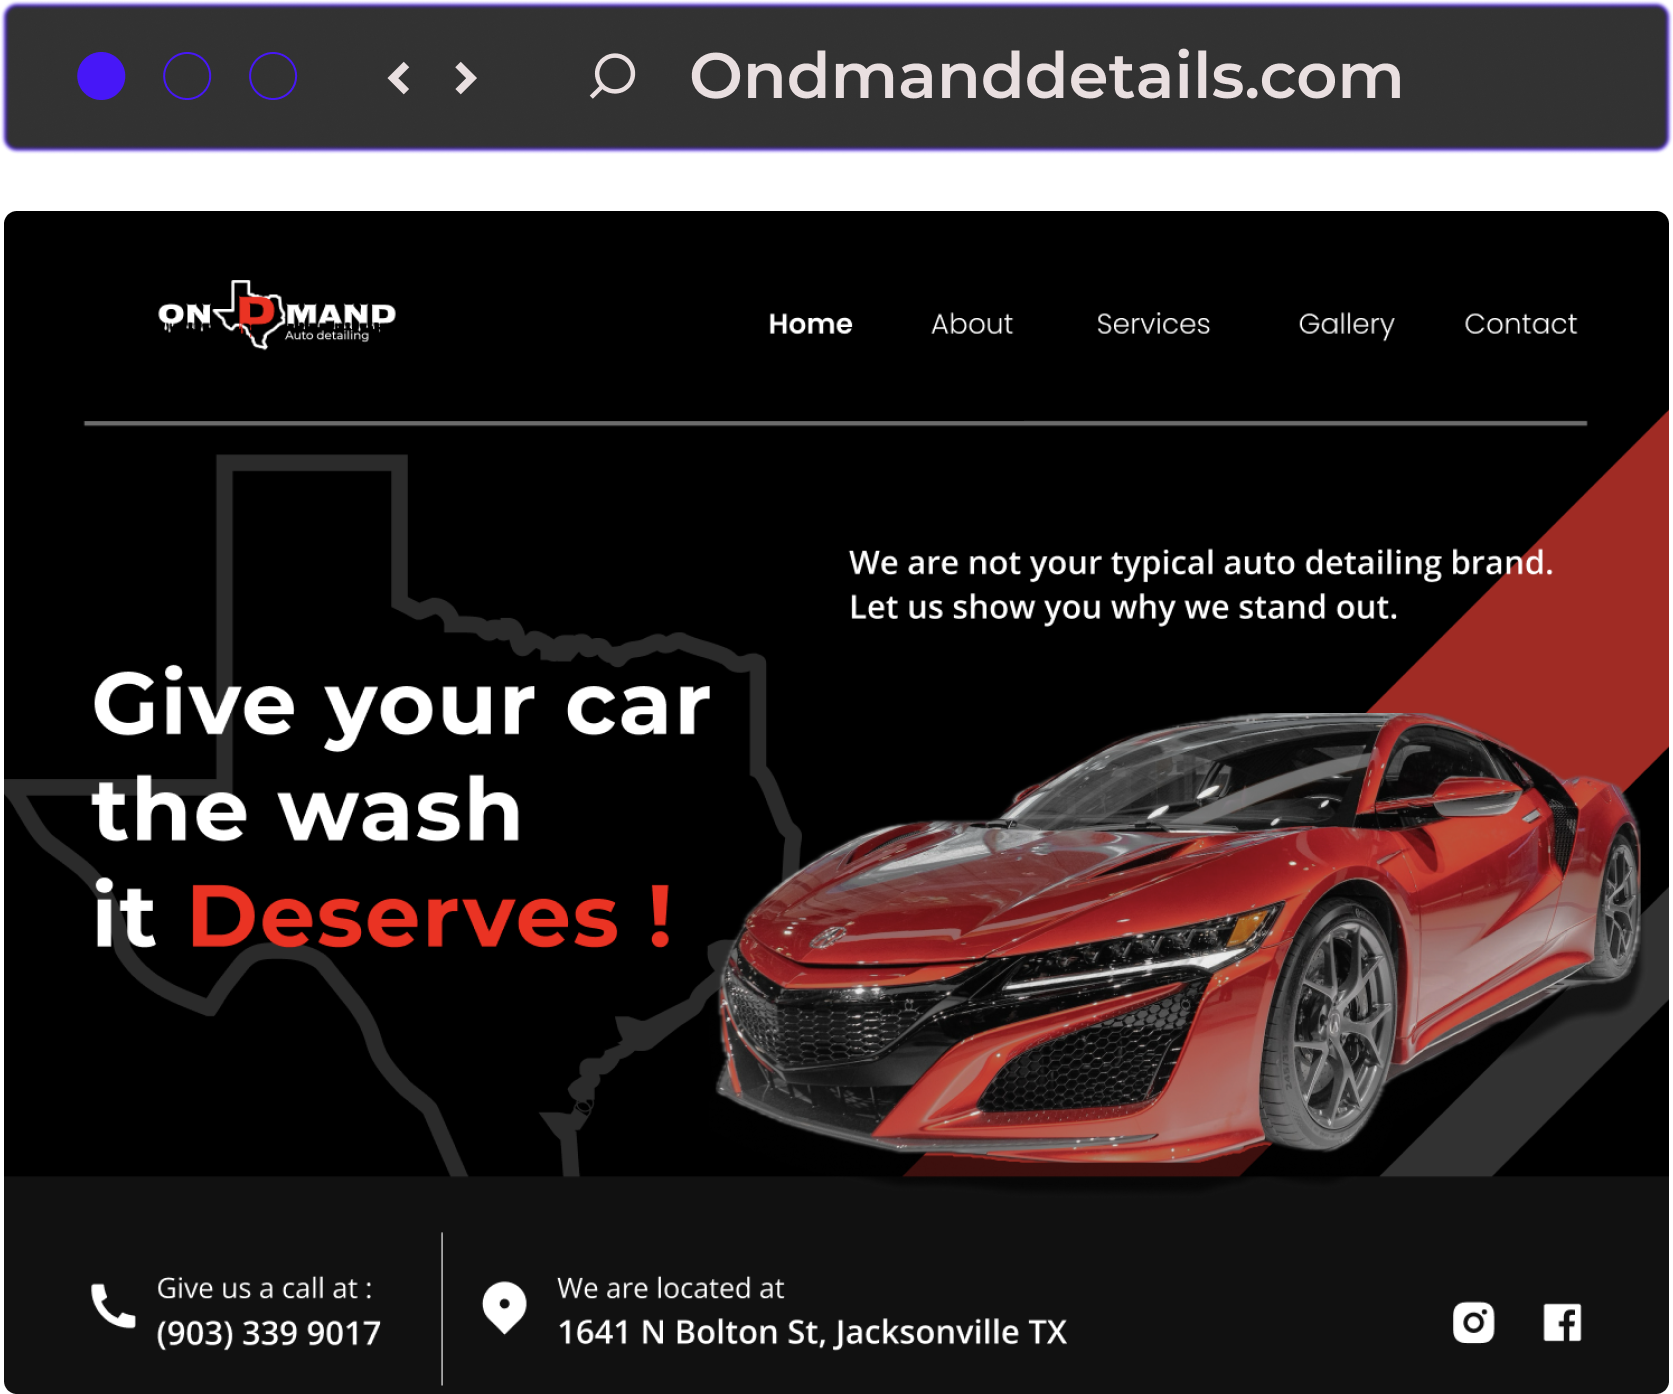 Ondmanddetails.com
ON D MAND
Auto detailing
Home About Services Gallery Contact
We are not your typical auto detailing brand.
Let us show you why we stand out.
Give your car
the wash
it Deserves !
Give us a call at :
(903) 339 9017
We are located at
1641 N Bolton St, Jacksonville TX